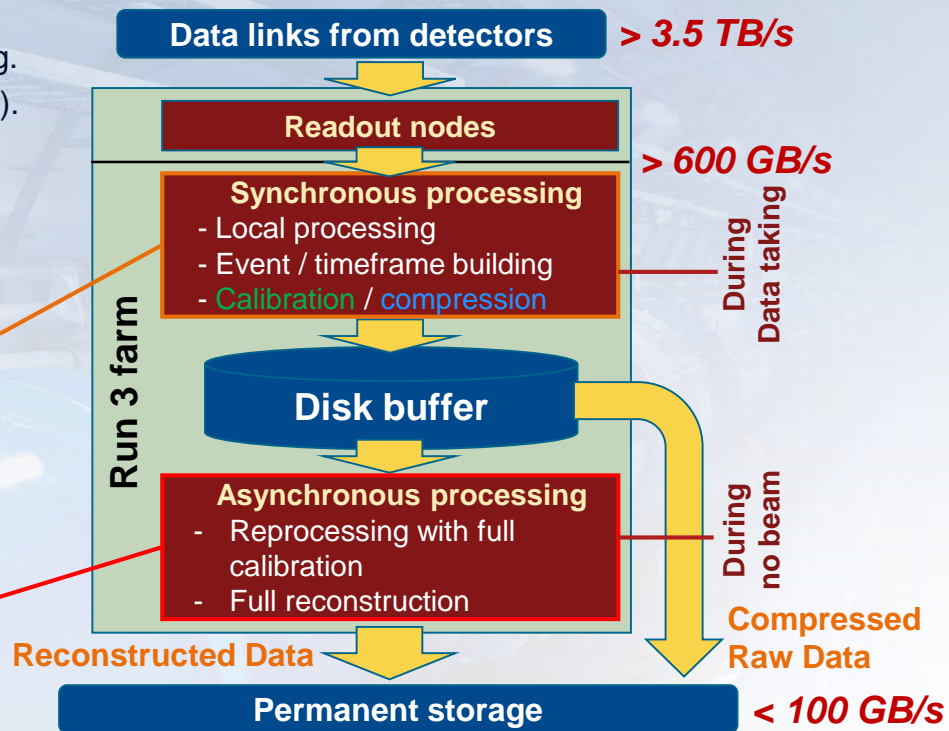 Data links from detectors
> 3.5 TB/s
g.
).
Readout nodes
> 600 GB/s
Synchronous processing
- Local processing
- Event / timeframe building
- Calibration / compression
During
Data taking
Run 3 farm
Disk buffer
Asynchronous processing
- Reprocessing with full
calibration
- Full reconstruction
During
no beam
Reconstructed Data
Compressed
Raw Data
Permanent storage
< 100 GB/s